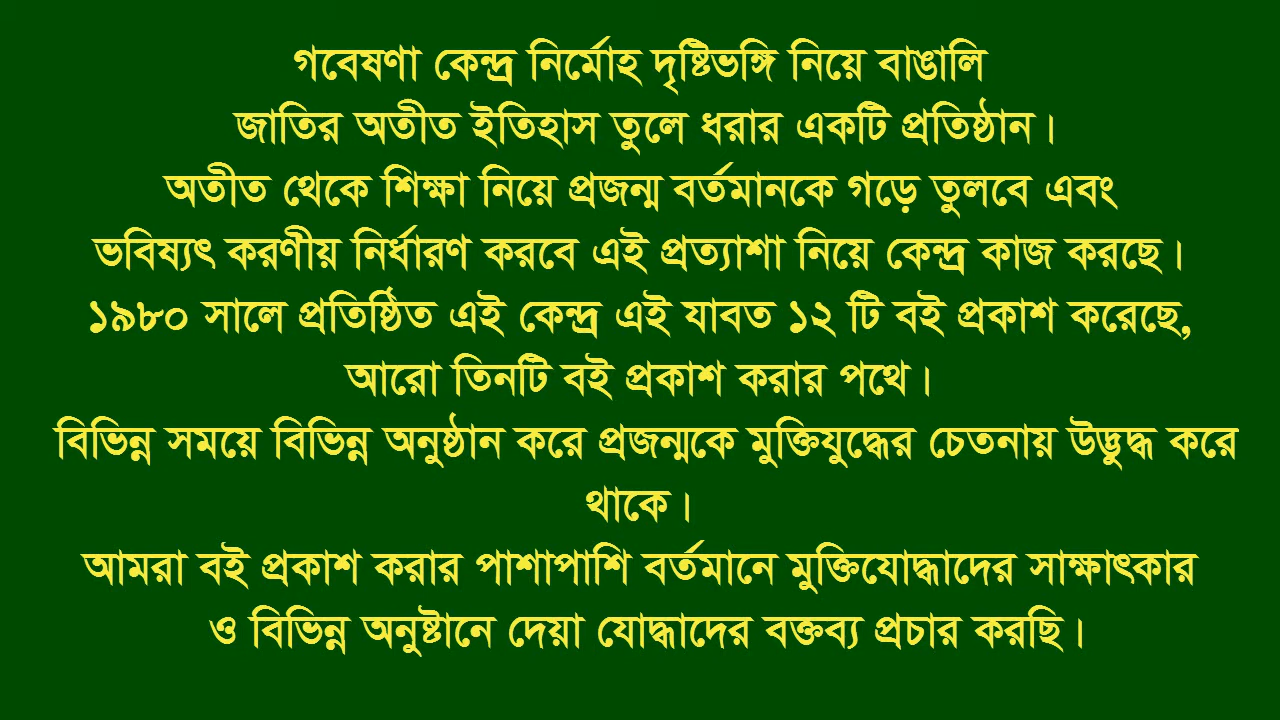 গবেষণা কেন্দ্র নির্মোহ দৃষ্টিভঙ্গি নিয়ে বাঙালি
জাতির অতীত ইতিহাস তুলে ধরার একটি প্রতিষ্ঠান।
অতীত থেকে শিক্ষা নিয়ে প্রজন্ম বর্তমানকে গড়ে তুলবে এবং
ভবিষ্যৎ করণীয় নির্ধারণ করবে এই প্রত্যাশা নিয়ে কেন্দ্র কাজ করছে।
১৯৮০ সালে প্রতিষ্ঠিত এই কেন্দ্র এই যাবত ১২ টি বই প্রকাশ করেছে,
আরো তিনটি বই প্রকাশ করার পথে।
বিভিন্ন সময়ে বিভিন্ন অনুষ্ঠান করে প্রজন্মকে মুক্তিযুদ্ধের চেতনায় উদ্ভুদ্ধ করে
থাকে।
আমরা বই প্রকাশ করার পাশাপাশি বর্তমানে মুক্তিযোদ্ধাদের সাক্ষাৎকার
ও বিভিন্ন অনুষ্টানে দেয়া যোদ্ধাদের বক্তব্য প্রচার করছি।